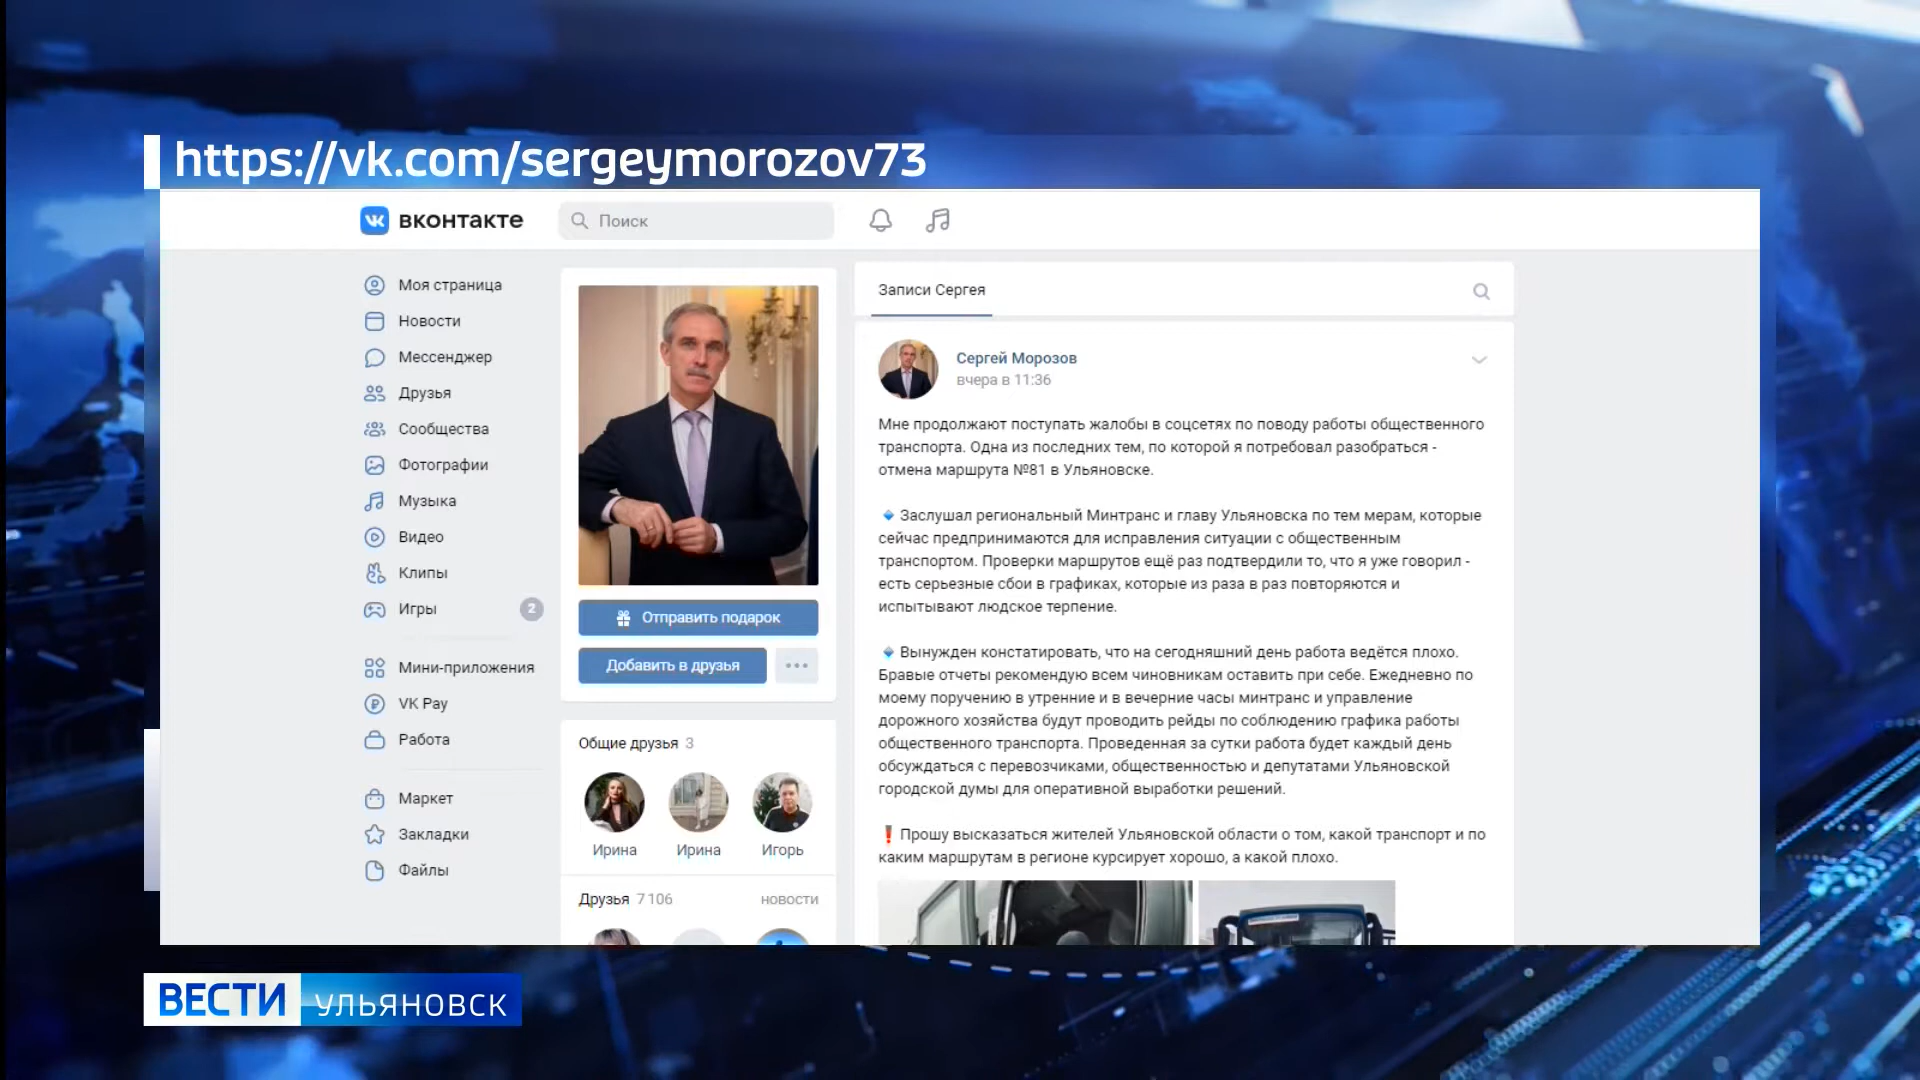 https://vk.com/sergeymorozov73
вконтакте
Поиск
Моя страница
Новости
Мессенджер
Друзья
Сообщества
Фотографии
Музыка
Видео
Клипы
Игры 2
Мини-приложения
VK Pay
Работа
Маркет
Закладки
Файлы
Отправить подарок
Добавить в друзья
Общие друзья 3
Ирина
Ирина
Игорь
Друзья 7 106 новости
Записи Сергея
Сергей Морозов
вчера в 11:36
Мне продолжают поступать жалобы в соцсетях по поводу работы общественного
транспорта. Одна из последних тем, по которой я потребовал разобраться -
отмена маршрута №81 в Ульяновске.
🔹 Заслушал региональный Минтранс и главу Ульяновска по тем мерам, которые
сейчас предпринимаются для исправления ситуации с общественным
транспортом. Проверки маршрутов ещё раз подтвердили то, что я уже говорил -
есть серьезные сбои в графиках, которые из раза в раз повторяются и
испытывают людское терпение.
🔹 Вынужден констатировать, что на сегодняшний день работа ведётся плохо.
Бравые отчеты рекомендую всем чиновникам оставить при себе. Ежедневно по
моему поручению в утренние и в вечерние часы минтранс и управление
дорожного хозяйства будут проводить рейды по соблюдению графика работы
общественного транспорта. Проведенная за сутки работа будет каждый день
обсуждаться с перевозчиками, общественностью и депутатами Ульяновской
городской думы для оперативной выработки решений.
❗ Прошу высказаться жителей Ульяновской области о том, какой транспорт и по
каким маршрутам в регионе курсирует хорошо, а какой плохо.
ВЕСТИ УЛЬЯНОВСК